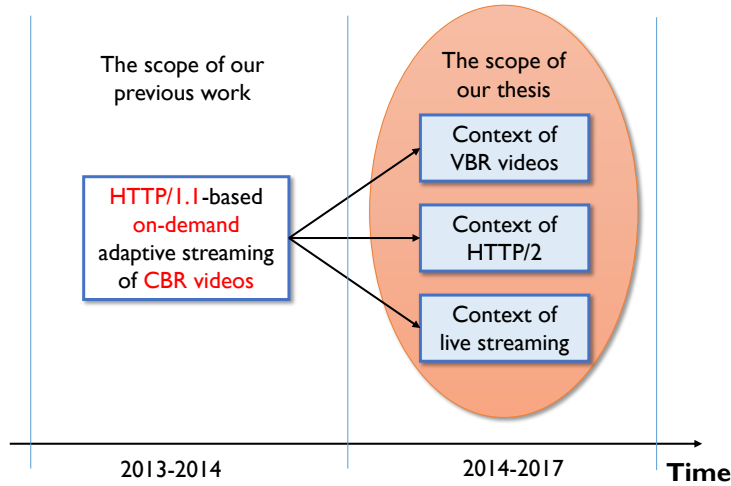 The scope of our
previous work
The scope of
our thesis
HTTP/1.1-based
on-demand
adaptive streaming
of CBR videos
Context of
VBR videos
Context of
HTTP/2
Context of
live streaming
2013-2014
2014-2017
Time